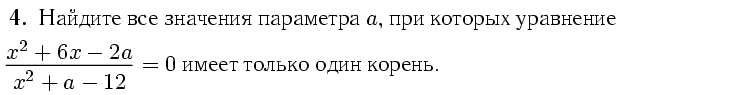 4. Найдите все значения параметра a, при которых уравнение
(x² + 6x − 2a)/(x² + a − 12) = 0 имеет только один корень.